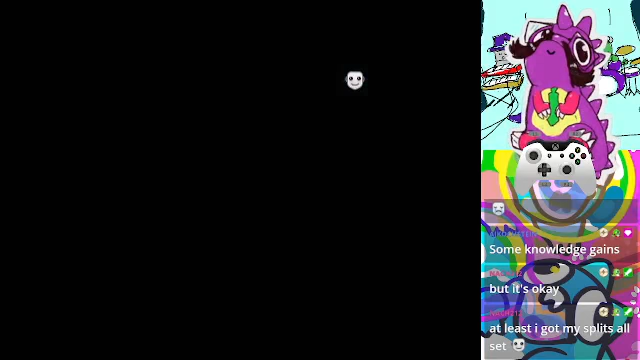 Some knowledge gains
but it's okay
at least i got my splits all
set